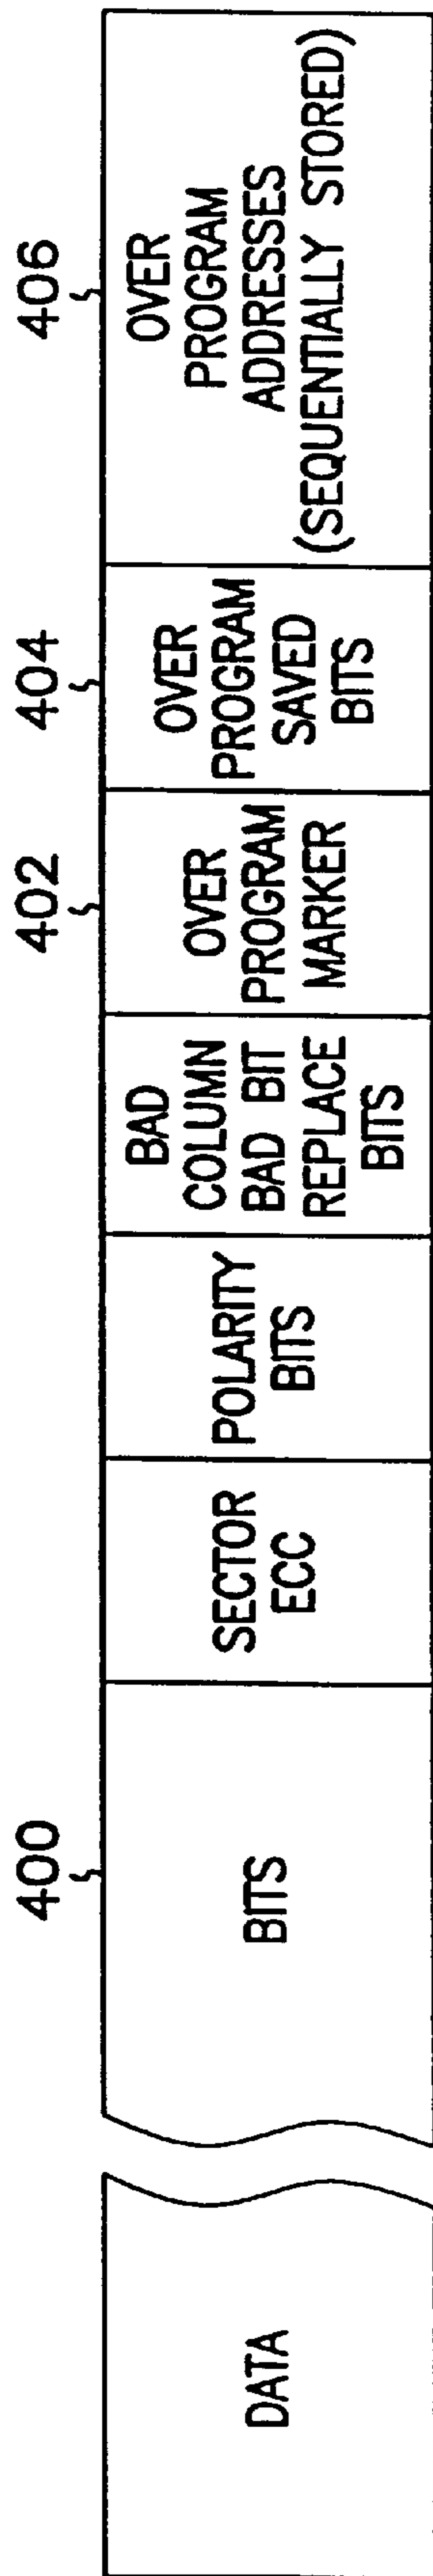 400
402
404
406
DATA
BITS
SECTOR
ECC
POLARITY
BITS
BAD
COLUMN
BAD BIT
REPLACE
BITS
OVER
PROGRAM
MARKER
OVER
PROGRAM
SAVED
BITS
OVER
PROGRAM
ADDRESSES
(SEQUENTIALLY STORED)